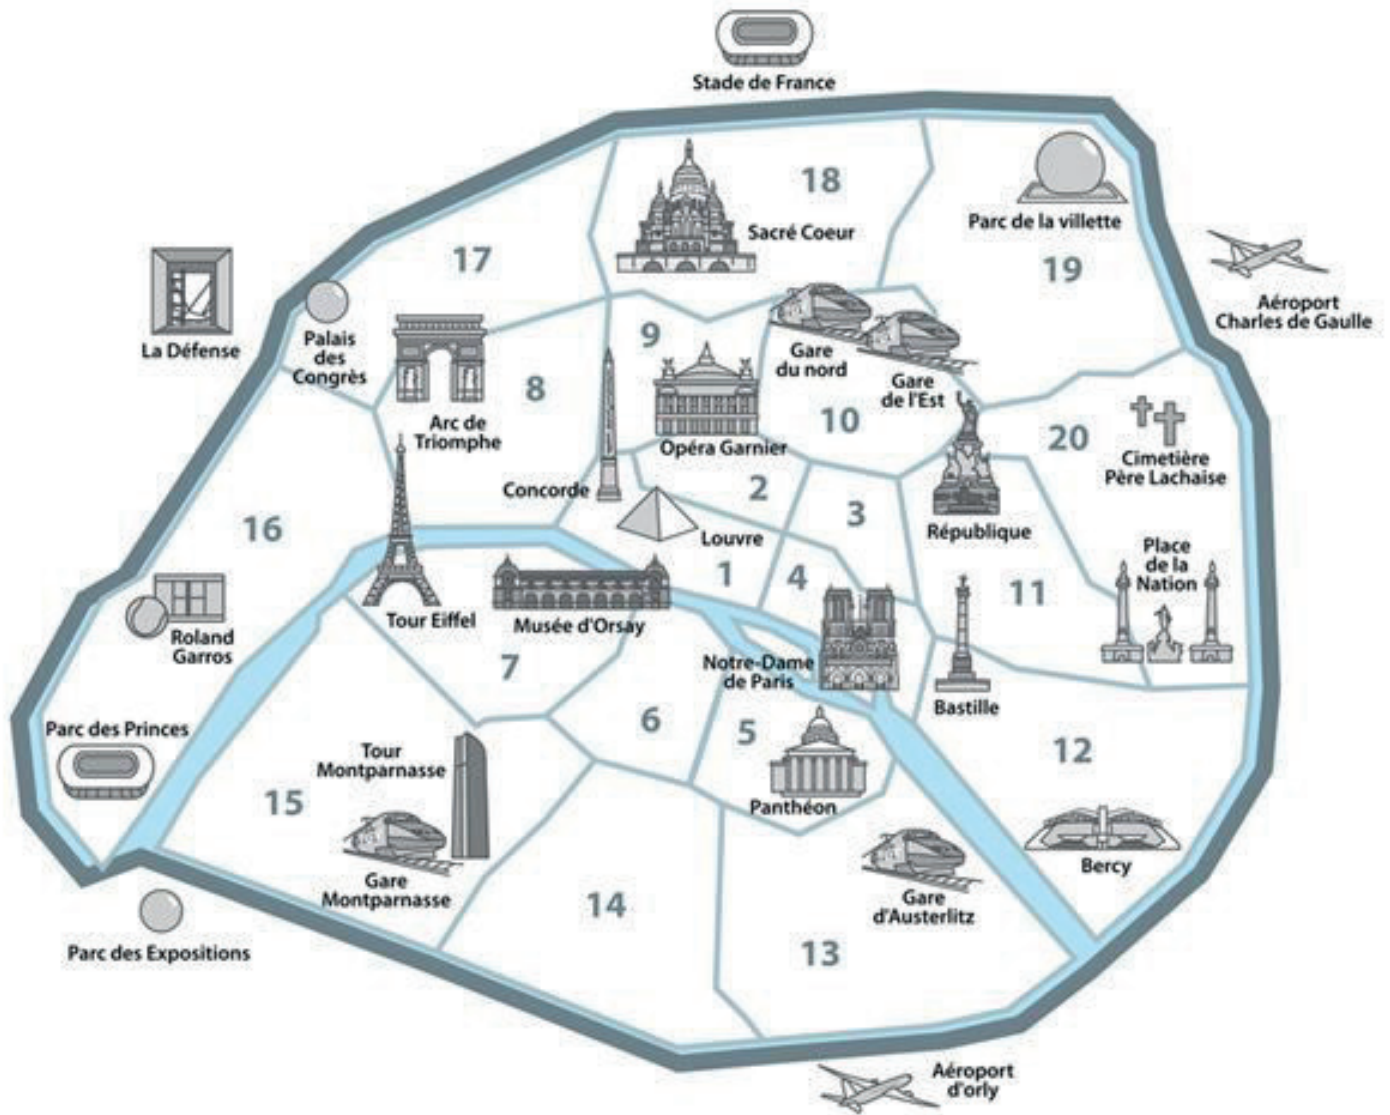 Stade de France
18
Parc de la villette
Sacré Coeur
17
19
Aéroport
Charles de Gaulle
La Défense
Palais
des
Congrès
9
Gare
du nord
Gare
de l'Est
8
10
Arc de
Triomphe
Opéra Garnier
20
Cimetière
Père Lachaise
Concorde
2
3
16
Louvre
République
Place
de la
Nation
1
4
11
Tour Eiffel
Musée d'Orsay
Roland
Garros
7
Notre-Dame
de Paris
Bastille
Parc des Princes
6
5
12
Tour
Montparnasse
15
Panthéon
Bercy
Gare
Montparnasse
14
Gare
d'Austerlitz
13
Parc des Expositions
Aéroport
d'orly